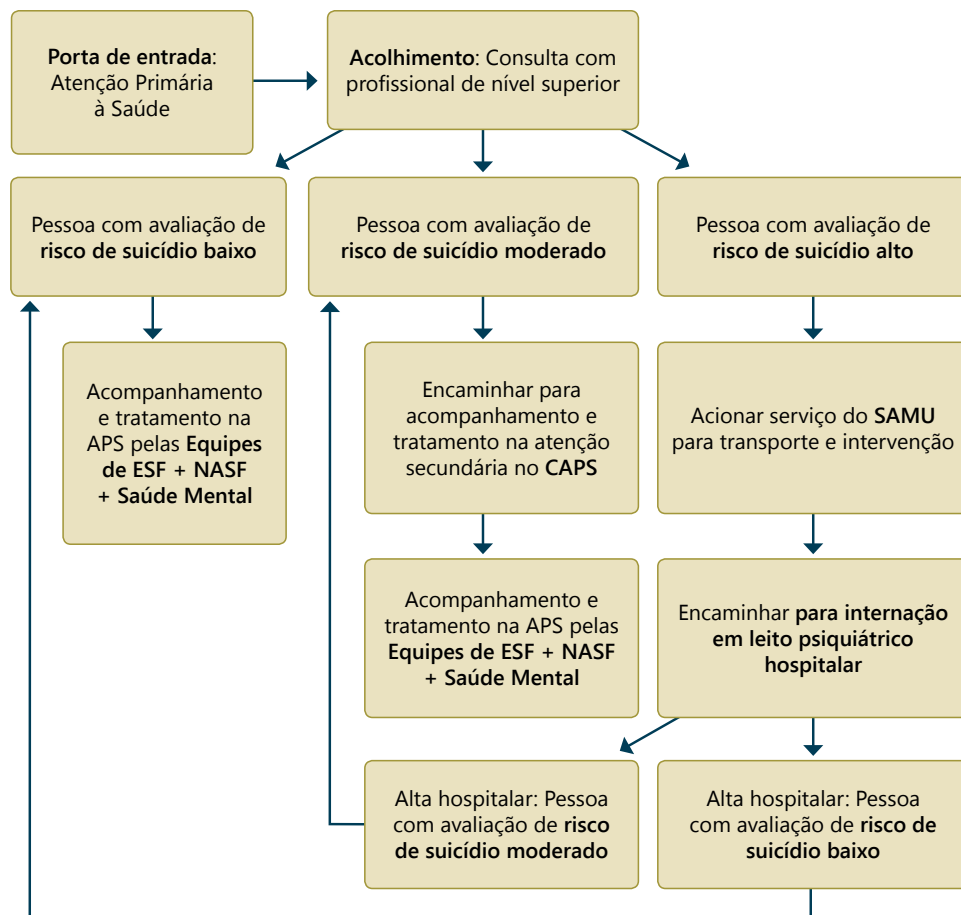 Porta de entrada:
Atenção Primária
à Saúde
Acolhimento: Consulta com
profissional de nível superior
Pessoa com avaliação de
risco de suicídio baixo
Pessoa com avaliação de
risco de suicídio moderado
Pessoa com avaliação de
risco de suicídio alto
Acompanhamento
e tratamento na
APS pelas Equipes
de ESF + NASF
+ Saúde Mental
Encaminhar para
acompanhamento e
tratamento na atenção
secundária no CAPS
Acionar serviço do SAMU
para transporte e intervenção
Acompanhamento e
tratamento na APS pelas
Equipes de ESF + NASF
+ Saúde Mental
Encaminhar para internação
em leito psiquiátrico
hospitalar
Alta hospitalar: Pessoa
com avaliação de risco
de suicídio moderado
Alta hospitalar: Pessoa
com avaliação de risco de
suicídio baixo